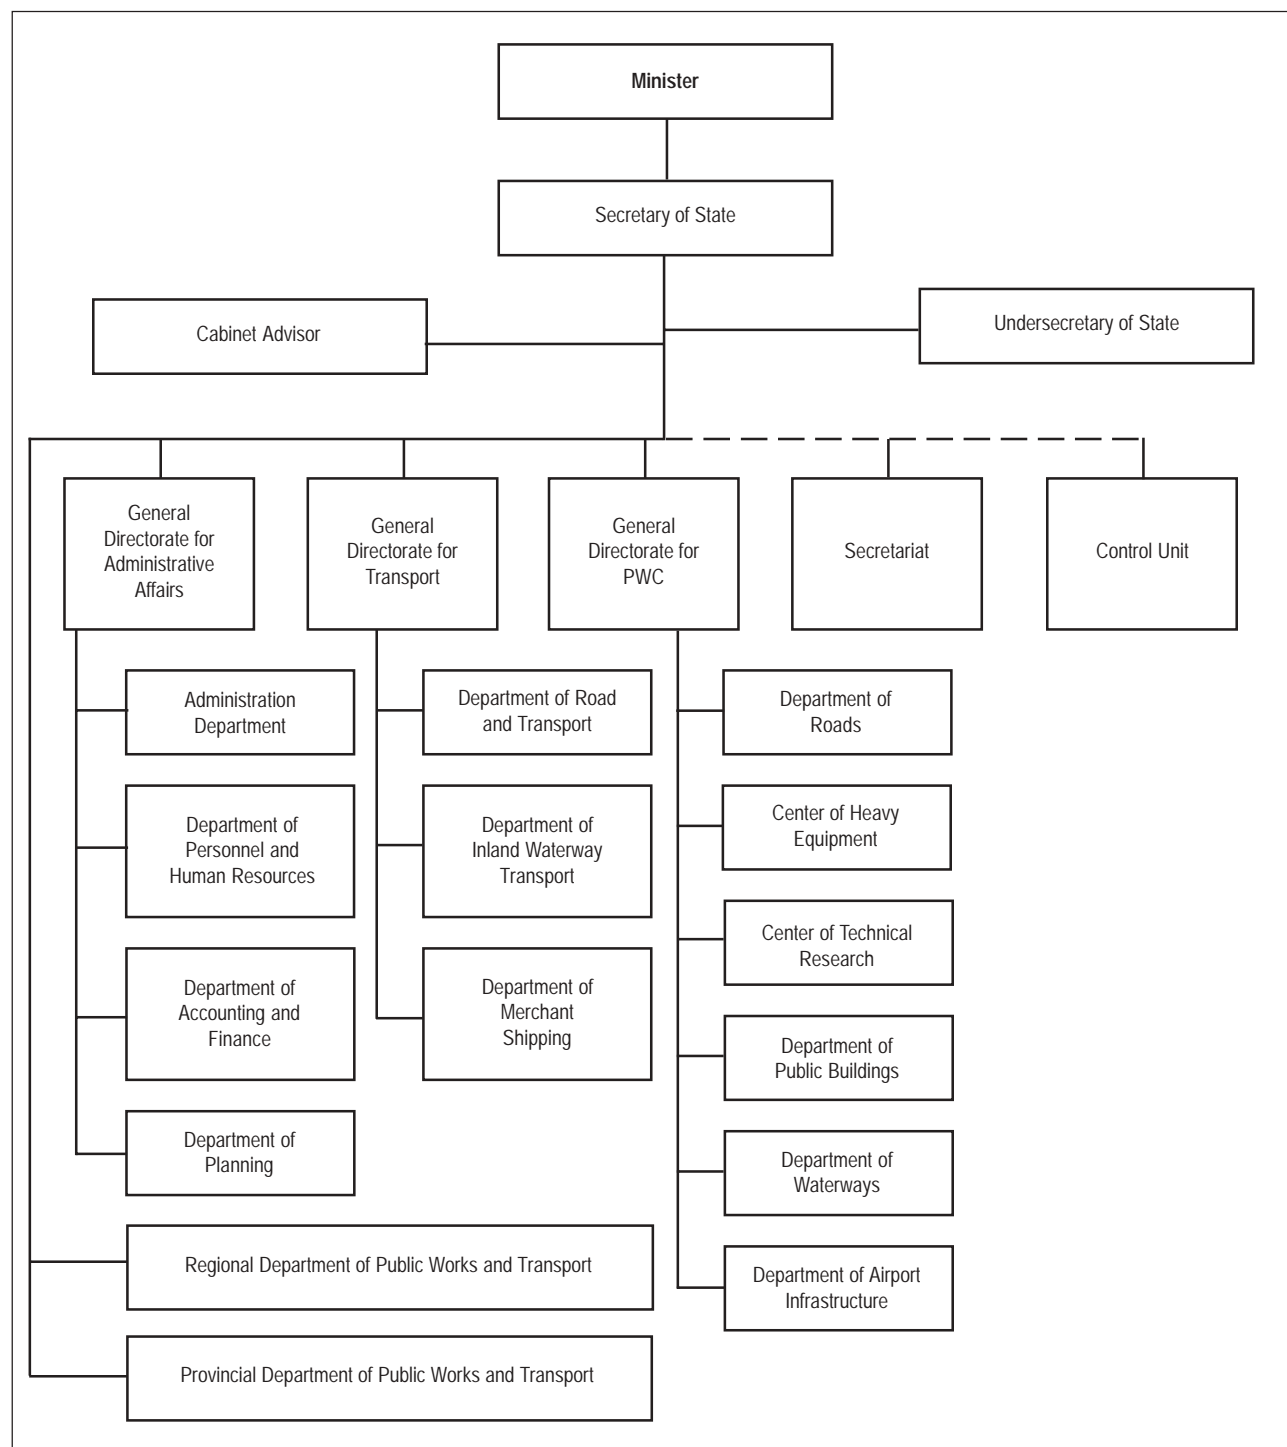 Minister
Secretary of State
Cabinet Advisor
Undersecretary of State
General
Directorate for
Administrative
Affairs
General
Directorate for
Transport
General
Directorate for
PWC
Secretariat
Control Unit
Administration
Department
Department of
Personnel and
Human Resources
Department of
Accounting and
Finance
Department of
Planning
Department of Road
and Transport
Department of
Inland Waterway
Transport
Department of
Merchant
Shipping
Department of
Roads
Center of Heavy
Equipment
Center of Technical
Research
Department of
Public Buildings
Department of
Waterways
Department of Airport
Infrastructure
Regional Department of Public Works and Transport
Provincial Department of Public Works and Transport